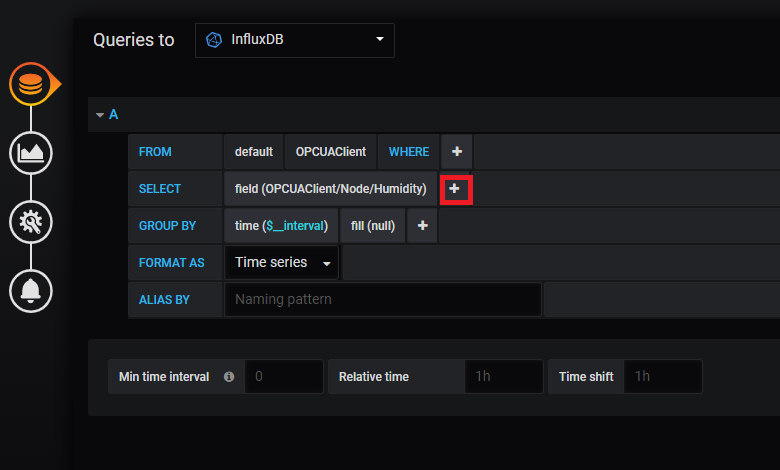 Queries to InfluxDB
A
FROM default OPCUAClient WHERE +
SELECT field (OPCUAClient/Node/Humidity) +
GROUP BY time ($__interval) fill (null) +
FORMAT AS Time series
ALIAS BY Naming pattern
Min time interval 0 Relative time 1h Time shift 1h